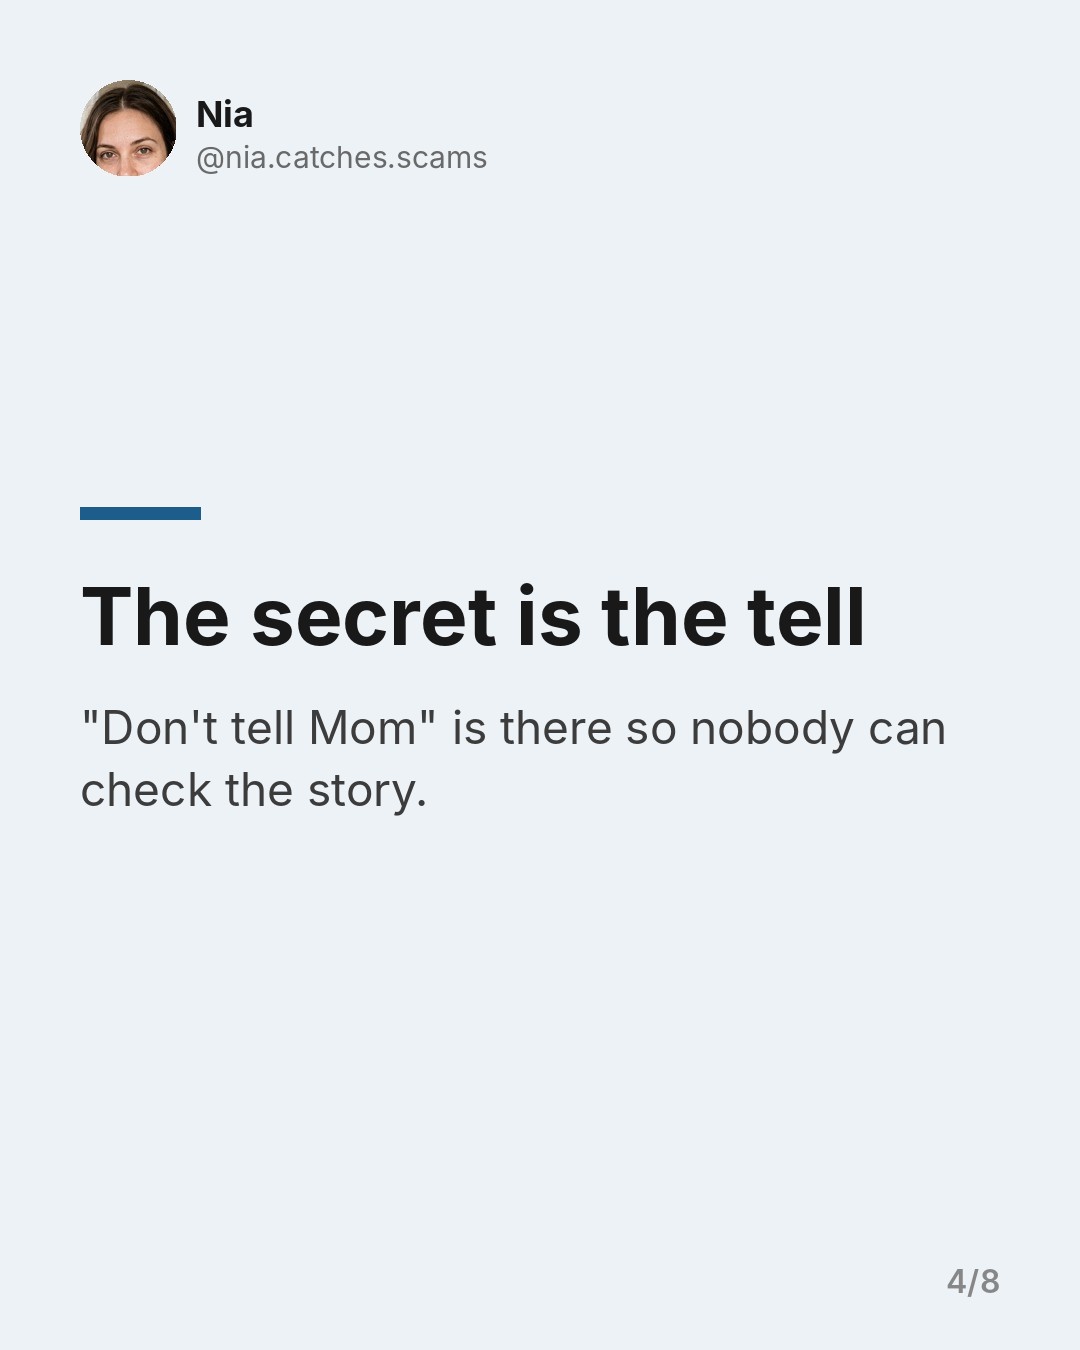 Nia
@nia.catches.scams
The secret is the tell
"Don't tell Mom" is there so nobody can
check the story.
4/8